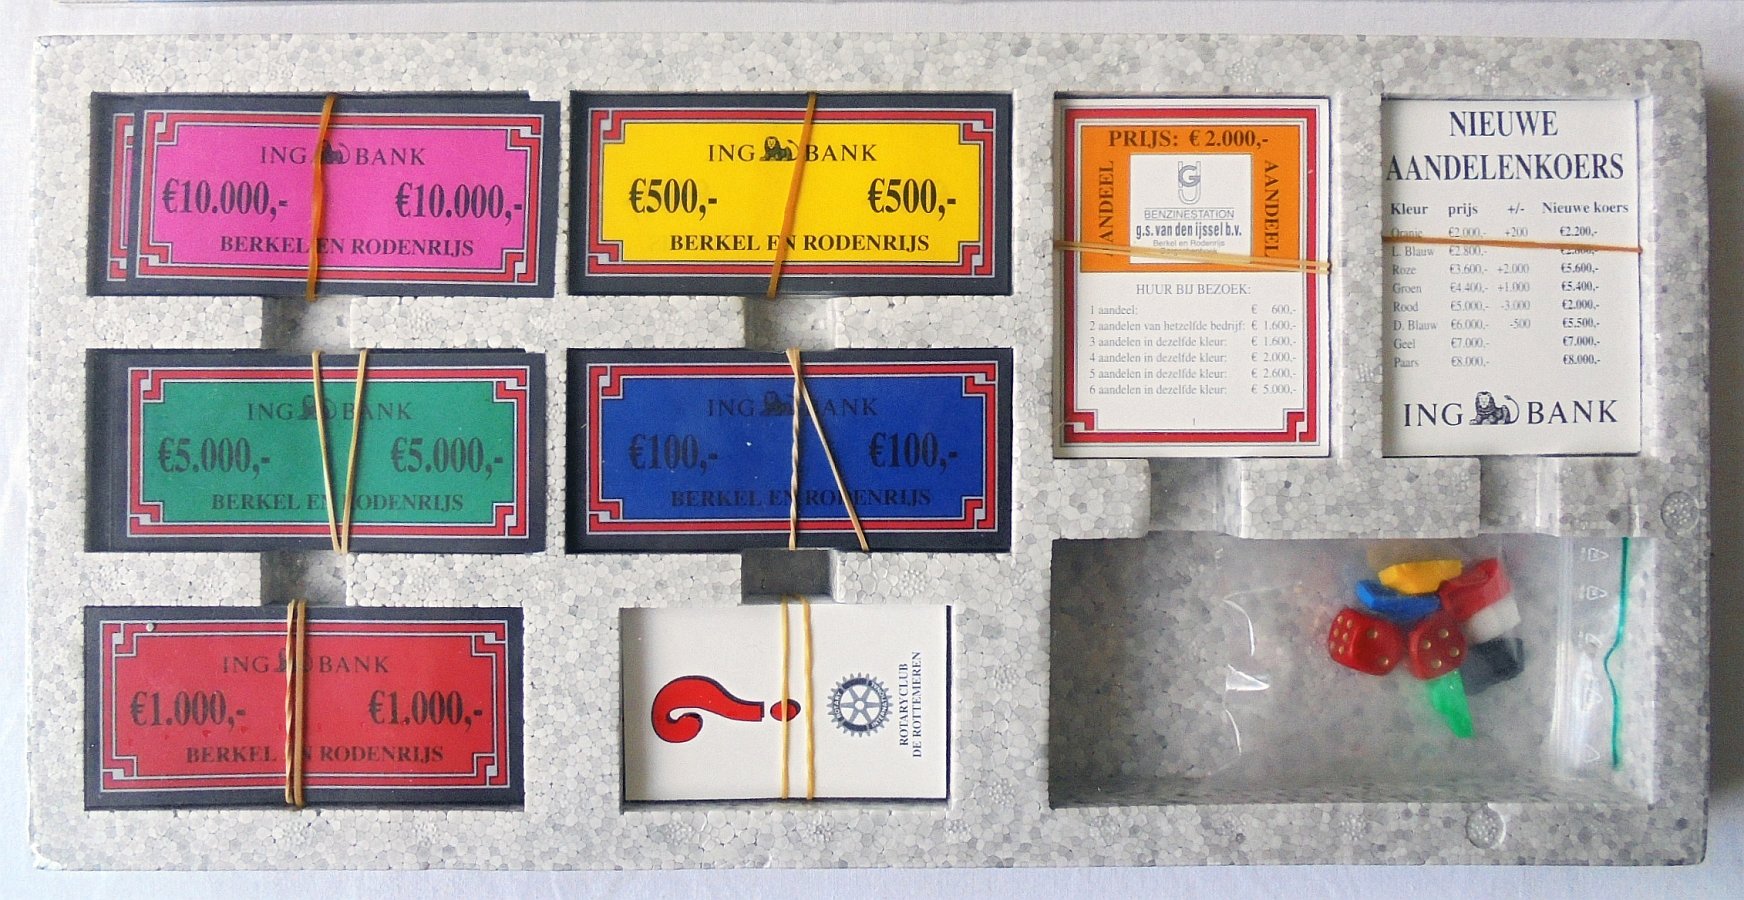 ING BANK
€10.000,- €10.000,-
BERKEL EN RODENRIJS
ING BANK
€500,- €500,-
BERKEL EN RODENRIJS
PRIJS: € 2.000,-
AANDEEL
AANDEEL
G
BENZINESTATION
g.s. van den ijssel b.v.
Berkel en Rodenrijs
HUUR BIJ BEZOEK:
1 aandeel: € 600,-
2 aandelen van hetzelfde bedrijf: € 1.600,-
3 aandelen in dezelfde kleur: € 1.600,-
4 aandelen in dezelfde kleur: € 2.000,-
5 aandelen in dezelfde kleur: € 2.600,-
6 aandelen in dezelfde kleur: € 5.000,-
1
NIEUWE
AANDELENKOERS
Kleur prijs +/- Nieuwe koers
Oranje €2.000,- +200 €2.200,-
L. Blauw €2.800,- €2.800,-
Roze €3.600,- +2.000 €5.600,-
Groen €4.400,- +1.000 €5.400,-
Rood €5.000,- -3.000 €2.000,-
D. Blauw €6.000,- -500 €5.500,-
Geel €7.000,- €7.000,-
Paars €8.000,- €8.000,-
ING BANK
ING BANK
€5.000,- €5.000,-
BERKEL EN RODENRIJS
ING BANK
€100,- €100,-
BERKEL EN RODENRIJS
ING BANK
€1.000,- €1.000,-
BERKEL EN RODENRIJS
?
ROTARYCLUB
DE ROTTEMEREN